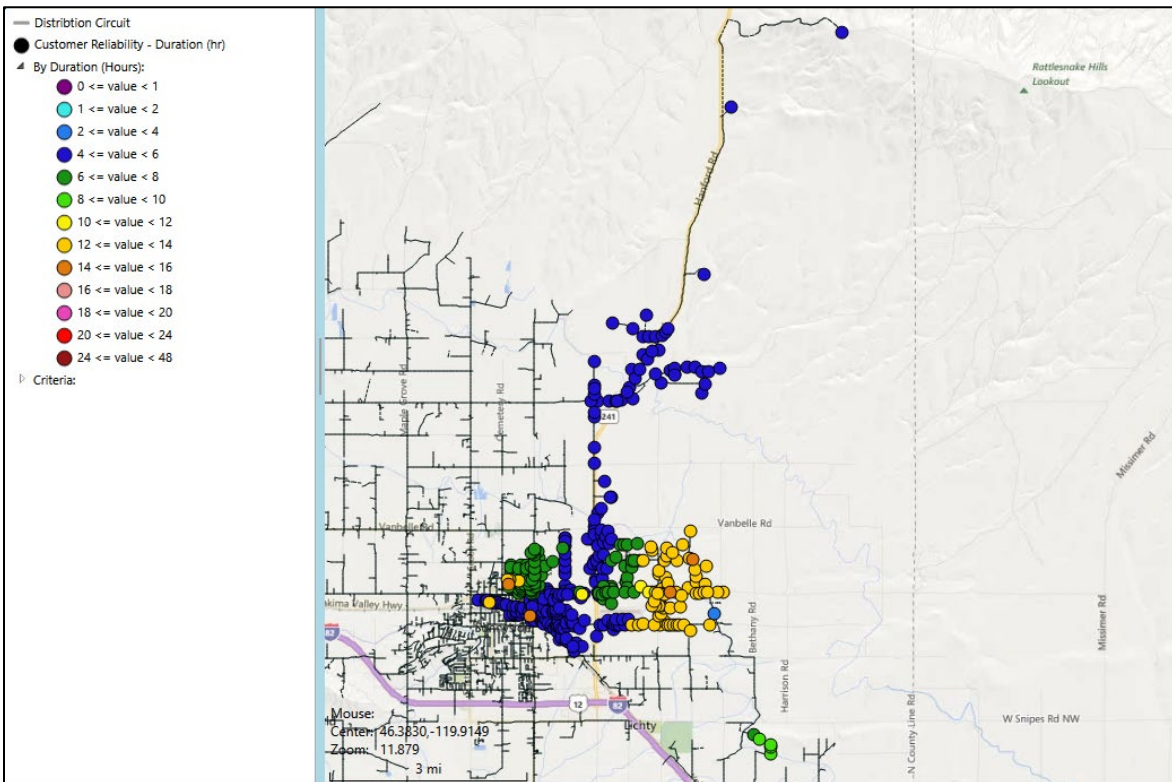 Distribtion Circuit
Customer Reliability - Duration (hr)
By Duration (Hours):
0 <= value < 1
1 <= value < 2
2 <= value < 4
4 <= value < 6
6 <= value < 8
8 <= value < 10
10 <= value < 12
12 <= value < 14
14 <= value < 16
16 <= value < 18
18 <= value < 20
20 <= value < 24
24 <= value < 48
Criteria:
Rattlesnake Hills
Lookout
Hanford Rd
Maple Grove Rd
Cemetery Rd
241
Missimer Rd
Vanbelle Rd
Vanbelle Rd
akima Valley Hwy
82
Bethany Rd
Missimer Rd
Harrison Rd
12
82
Lichty
N County Line Rd
W Snipes Rd NW
Mouse:
Center: 46.3830,-119.9149
Zoom: 11.879
3 mi